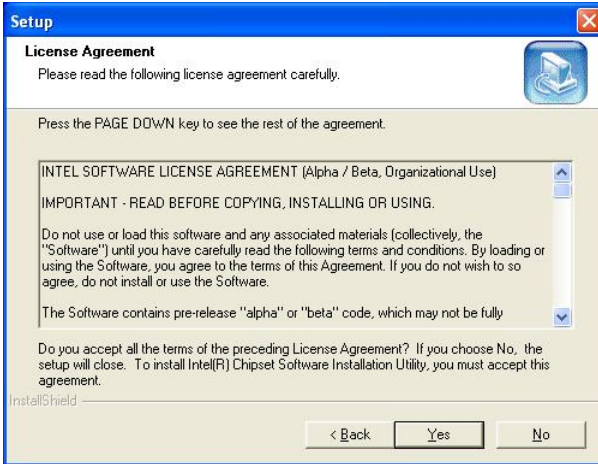 Setup
License Agreement
Please read the following license agreement carefully.
Press the PAGE DOWN key to see the rest of the agreement.
INTEL SOFTWARE LICENSE AGREEMENT (Alpha / Beta, Organizational Use)
IMPORTANT - READ BEFORE COPYING, INSTALLING OR USING.
Do not use or load this software and any associated materials (collectively, the
"Software") until you have carefully read the following terms and conditions. By loading or
using the Software, you agree to the terms of this Agreement. If you do not wish to so
agree, do not install or use the Software.
The Software contains pre-release "alpha" or "beta" code, which may not be fully
Do you accept all the terms of the preceding License Agreement? If you choose No, the
setup will close. To install Intel(R) Chipset Software Installation Utility, you must accept this
agreement.
InstallShield
< Back Yes No